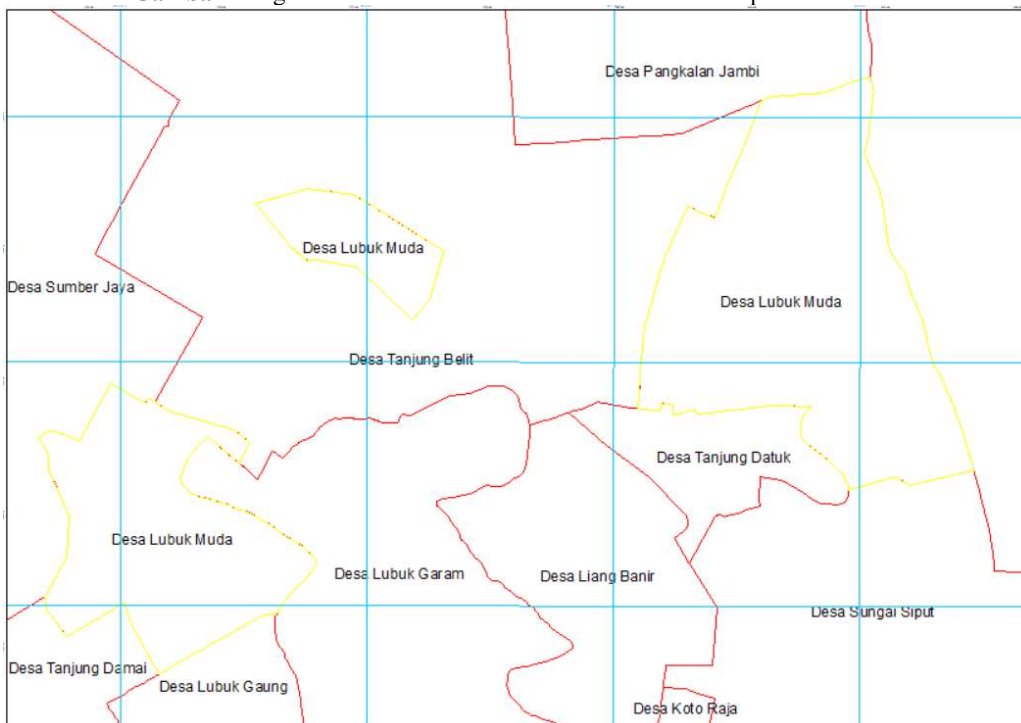 Desa Pangkalan Jambi
Desa Lubuk Muda
Desa Sumber Jaya
Desa Lubuk Muda
Desa Tanjung Belit
Desa Tanjung Datuk
Desa Lubuk Muda
Desa Lubuk Garam
Desa Liang Banir
Desa Sungai Siput
Desa Tanjung Damai
Desa Lubuk Gaung
Desa Koto Raja